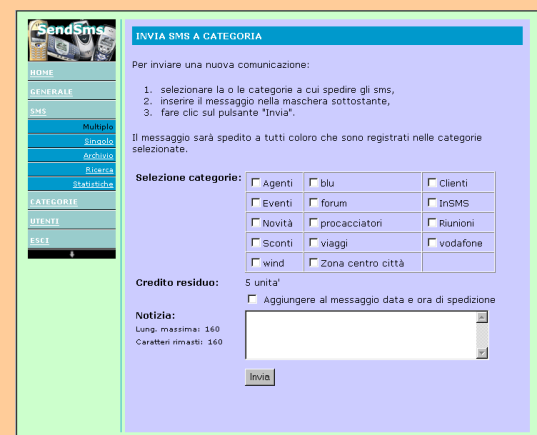 SendSms
HOME
GENERALE
SMS
Multiplo
Singolo
Archivio
Ricerca
Statistiche
CATEGORIE
UTENTI
ESCI
INVIA SMS A CATEGORIA
Per inviare una nuova comunicazione:
1. selezionare la o le categorie a cui spedire gli sms,
2. inserire il messaggio nella maschera sottostante,
3. fare clic sul pulsante "Invia".
Il messaggio sarà spedito a tutti coloro che sono registrati nelle categorie
selezionate.
Selezione categorie:
Agenti blu Clienti
Eventi forum InSMS
Novità procacciatori Riunioni
Sconti viaggi vodafone
wind Zona centro città
Credito residuo: 5 unita'
Aggiungere al messaggio data e ora di spedizione
Notizia:
Lung. massima: 160
Caratteri rimasti: 160
Invia